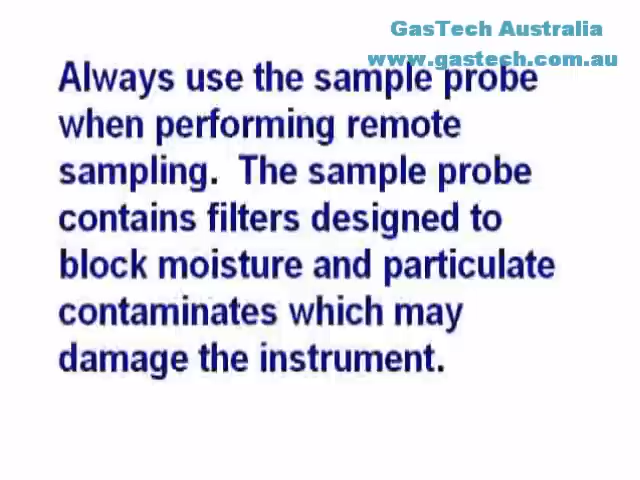 GasTech Australia
www.gastech.com.au
Always use the sample probe
when performing remote
sampling.  The sample probe
contains filters designed to
block moisture and particulate
contaminates which may
damage the instrument.